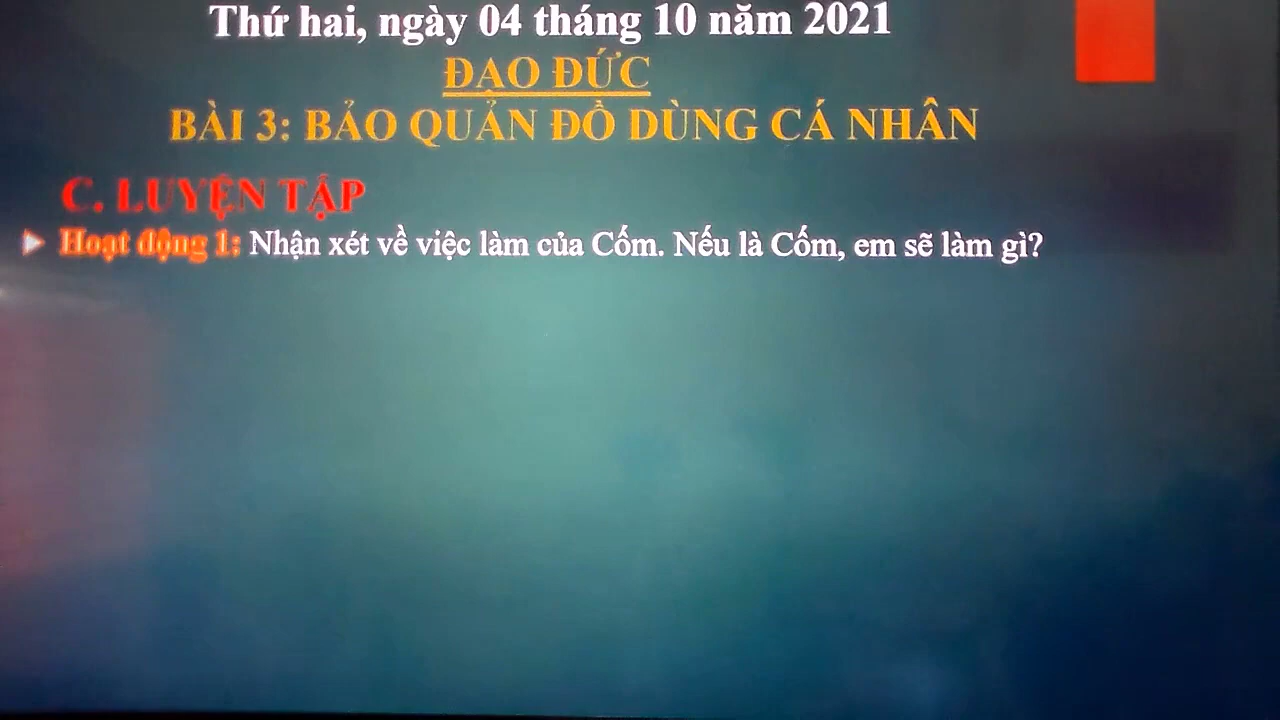 Thứ hai, ngày 04 tháng 10 năm 2021
ĐẠO ĐỨC
BÀI 3: BẢO QUẢN ĐỒ DÙNG CÁ NHÂN
C. LUYỆN TẬP
Hoạt động 1: Nhận xét về việc làm của Cốm. Nếu là Cốm, em sẽ làm gì?